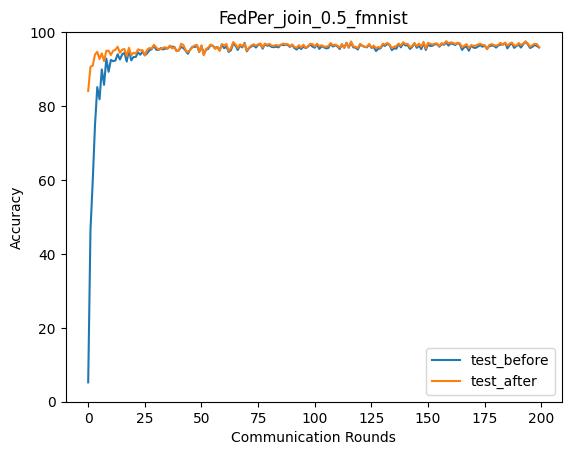 FedPer_join_0.5_fmnist
100
80
60
40
20
0
Accuracy
0 25 50 75 100 125 150 175 200
Communication Rounds
test_before
test_after